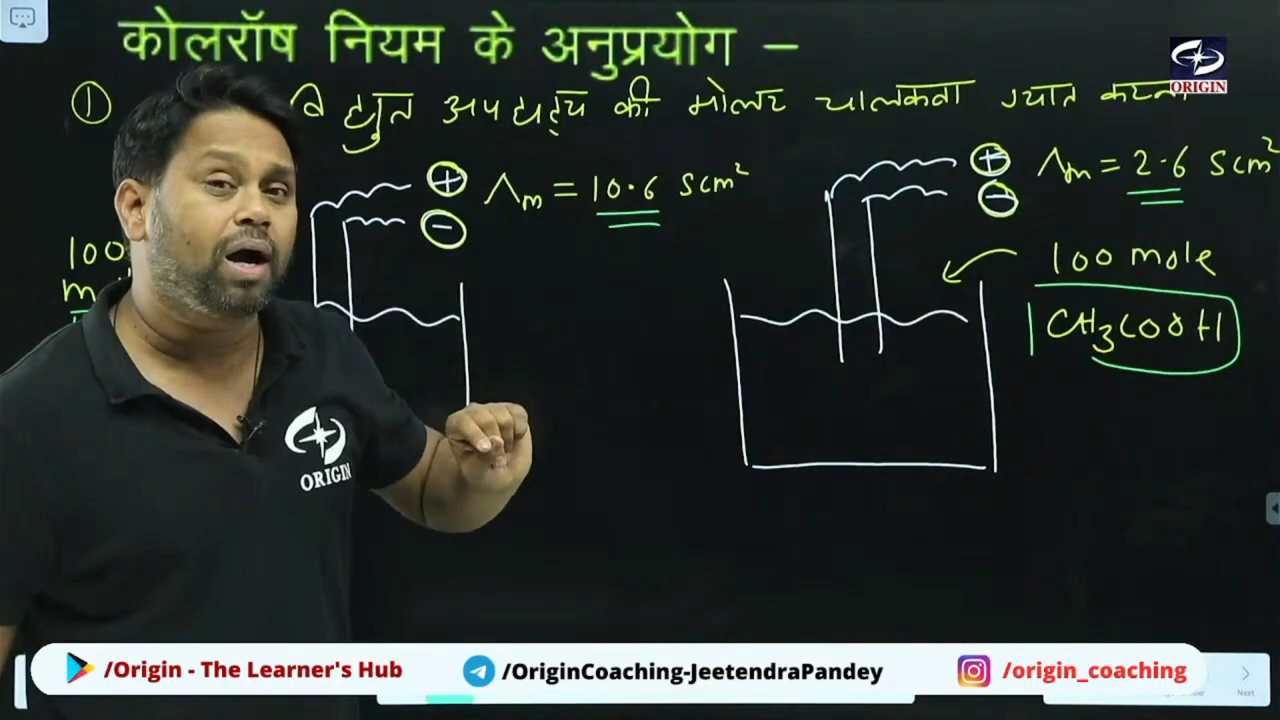 कोलरॉष नियम के अनुप्रयोग –
ORIGIN
① विद्युत अपघट्य की मोलर चालकता ज्ञात करना
+ Λm = 10.6 Scm²
−
+ Λm = 2.6 Scm²
−
100
100 mole
CH3COOH
ORIGIN
/Origin - The Learner's Hub
/OriginCoaching-JeetendraPandey
/origin_coaching
Next